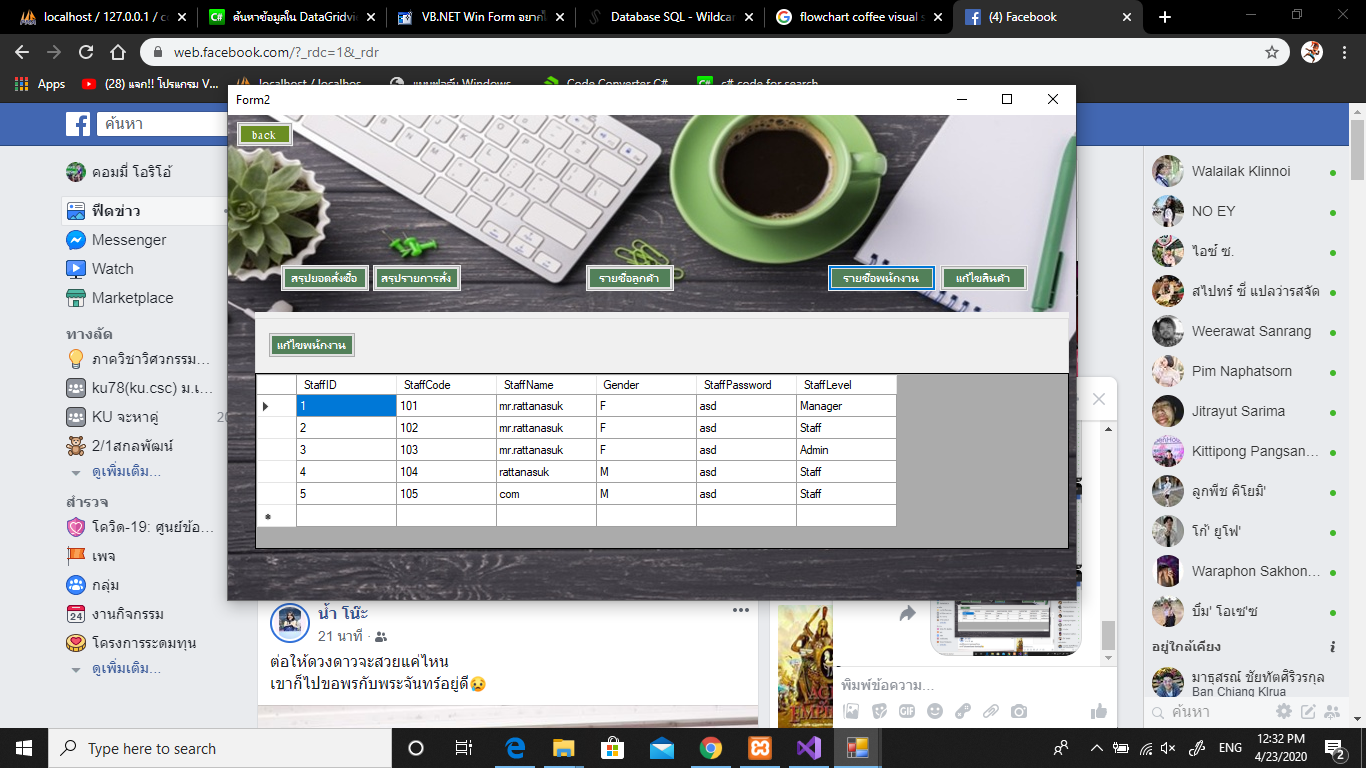 localhost / 127.0.0.1 / c
ค้นหาข้อมูลใน DataGridvi
VB.NET Win Form อยาก
Database SQL - Wildcar
flowchart coffee visual s
(4) Facebook
web.facebook.com/?_rdc=1&_rdr
Apps
(28) แจก!! โปรแกรม V...
localhost / localhos
แบบฟอร์ม Windows
Code Converter C#
c# code for search
Form2
back
ค้นหา
สรุปยอดสั่งซื่อ
สรุปรายการสั่ง
รายชื่อลูกค้า
รายชื่อพนักงาน
แก้ไขสินค้า
แก้ไขพนักงาน
StaffID StaffCode StaffName Gender StaffPassword StaffLevel
1 101 mr.rattanasuk F asd Manager
2 102 mr.rattanasuk F asd Staff
3 103 mr.rattanasuk F asd Admin
4 104 rattanasuk M asd Staff
5 105 com M asd Staff
คอมมี่ โอริโอ้
ฟีดข่าว
Messenger
Watch
Marketplace
ทางลัด
ภาควิชาวิศวกรรม...
ku78(ku.csc) ม.เ...
KU จะหาคู่
2/1สกลพัฒน์
ดูเพิ่มเติม...
สำรวจ
โควิด-19: ศูนย์ข้อ...
เพจ
กลุ่ม
งานกิจกรรม
โครงการระดมทุน
ดูเพิ่มเติม...
น้ำ โน๊ะ
21 นาที
ต่อให้ดวงดาวจะสวยแค่ไหน
เขาก็ไปขอพรกับพระจันทร์อยู่ดี😥
พิมพ์ข้อความ...
GIF
Walailak Klinnoi
NO EY
ไอซ์ ซ.
สไปทร์ ซี่ แปลว่ารสจัด
Weerawat Sanrang
Pim Naphatsorn
Jitrayut Sarima
Kittipong Pangsan...
ลูกพีช คิโยมิ'
โก้' ยูโฟ'
Waraphon Sakhon...
บิ๊ม' โอเซ'ซ
อยู่ใกล้เคียง
มาธุสรณ์ ชัยทัตศิริวรกุล
Ban Chiang Klrua
ค้นหา
Type here to search
ENG
12:32 PM
4/23/2020
2